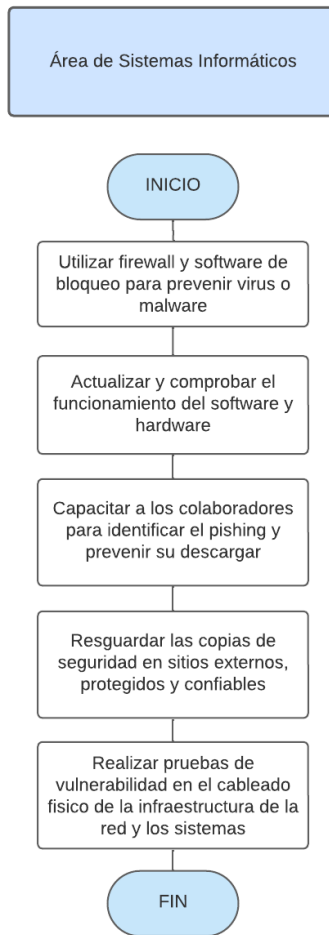 Área de Sistemas Informáticos
INICIO
Utilizar firewall y software de
bloqueo para prevenir virus o
malware
Actualizar y comprobar el
funcionamiento del software y
hardware
Capacitar a los colaboradores
para identificar el pishing y
prevenir su descargar
Resguardar las copias de
seguridad en sitios externos,
protegidos y confiables
Realizar pruebas de
vulnerabilidad en el cableado
fisico de la infraestructura de la
red y los sistemas
FIN